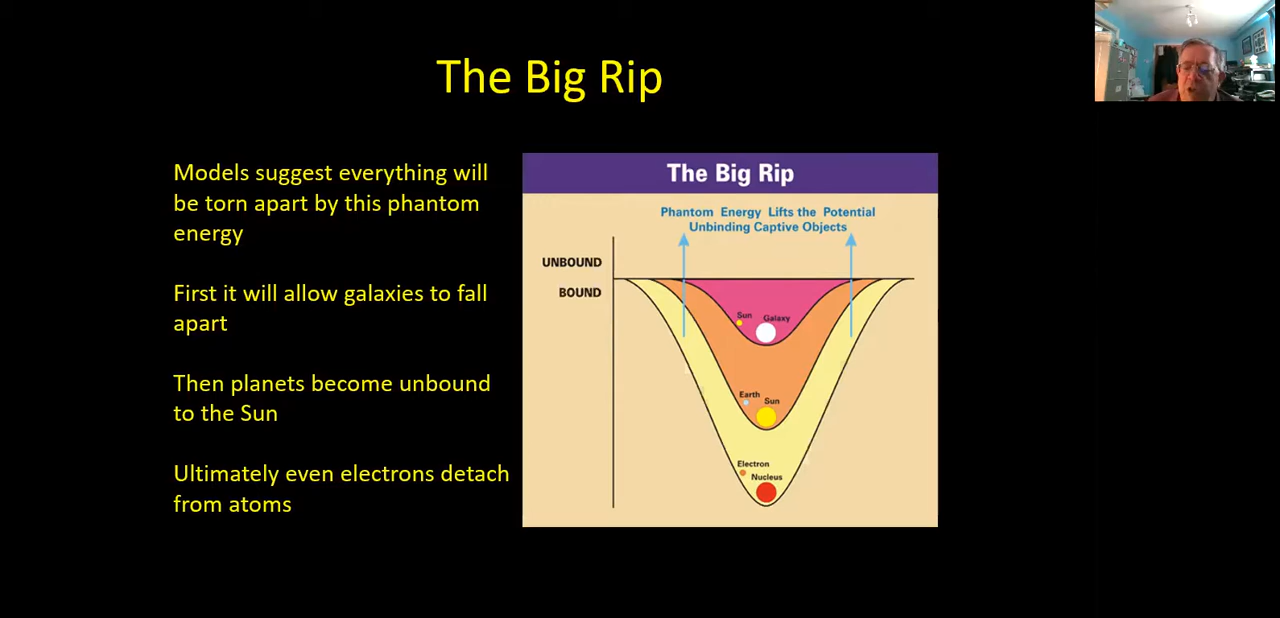 The Big Rip
Models suggest everything will
be torn apart by this phantom
energy
First it will allow galaxies to fall
apart
Then planets become unbound
to the Sun
Ultimately even electrons detach
from atoms
The Big Rip
Phantom Energy Lifts the Potential
Unbinding Captive Objects
UNBOUND
BOUND
Sun Galaxy
Earth Sun
Electron
Nucleus